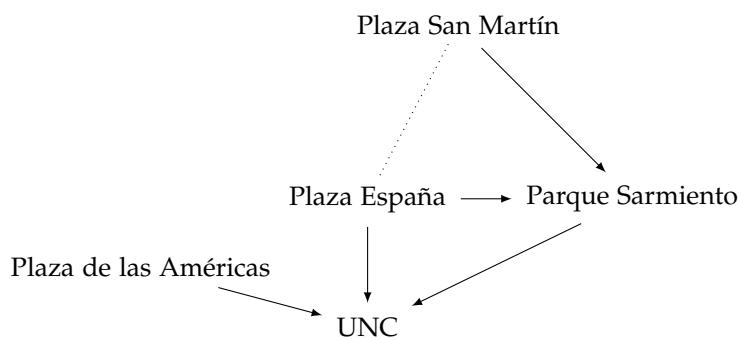 Plaza San Martín
Plaza España
Parque Sarmiento
Plaza de las Américas
UNC